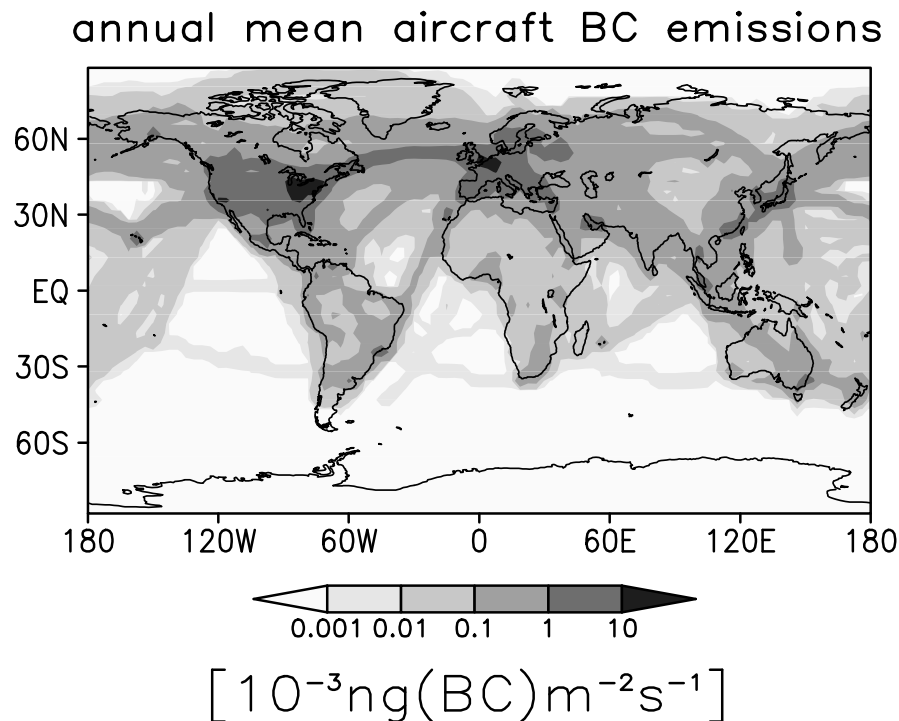 annual mean aircraft BC emissions
60N
30N
EQ
30S
60S
180 120W 60W 0 60E 120E 180
0.001 0.01 0.1 1 10
[10⁻³ng(BC)m⁻²s⁻¹]